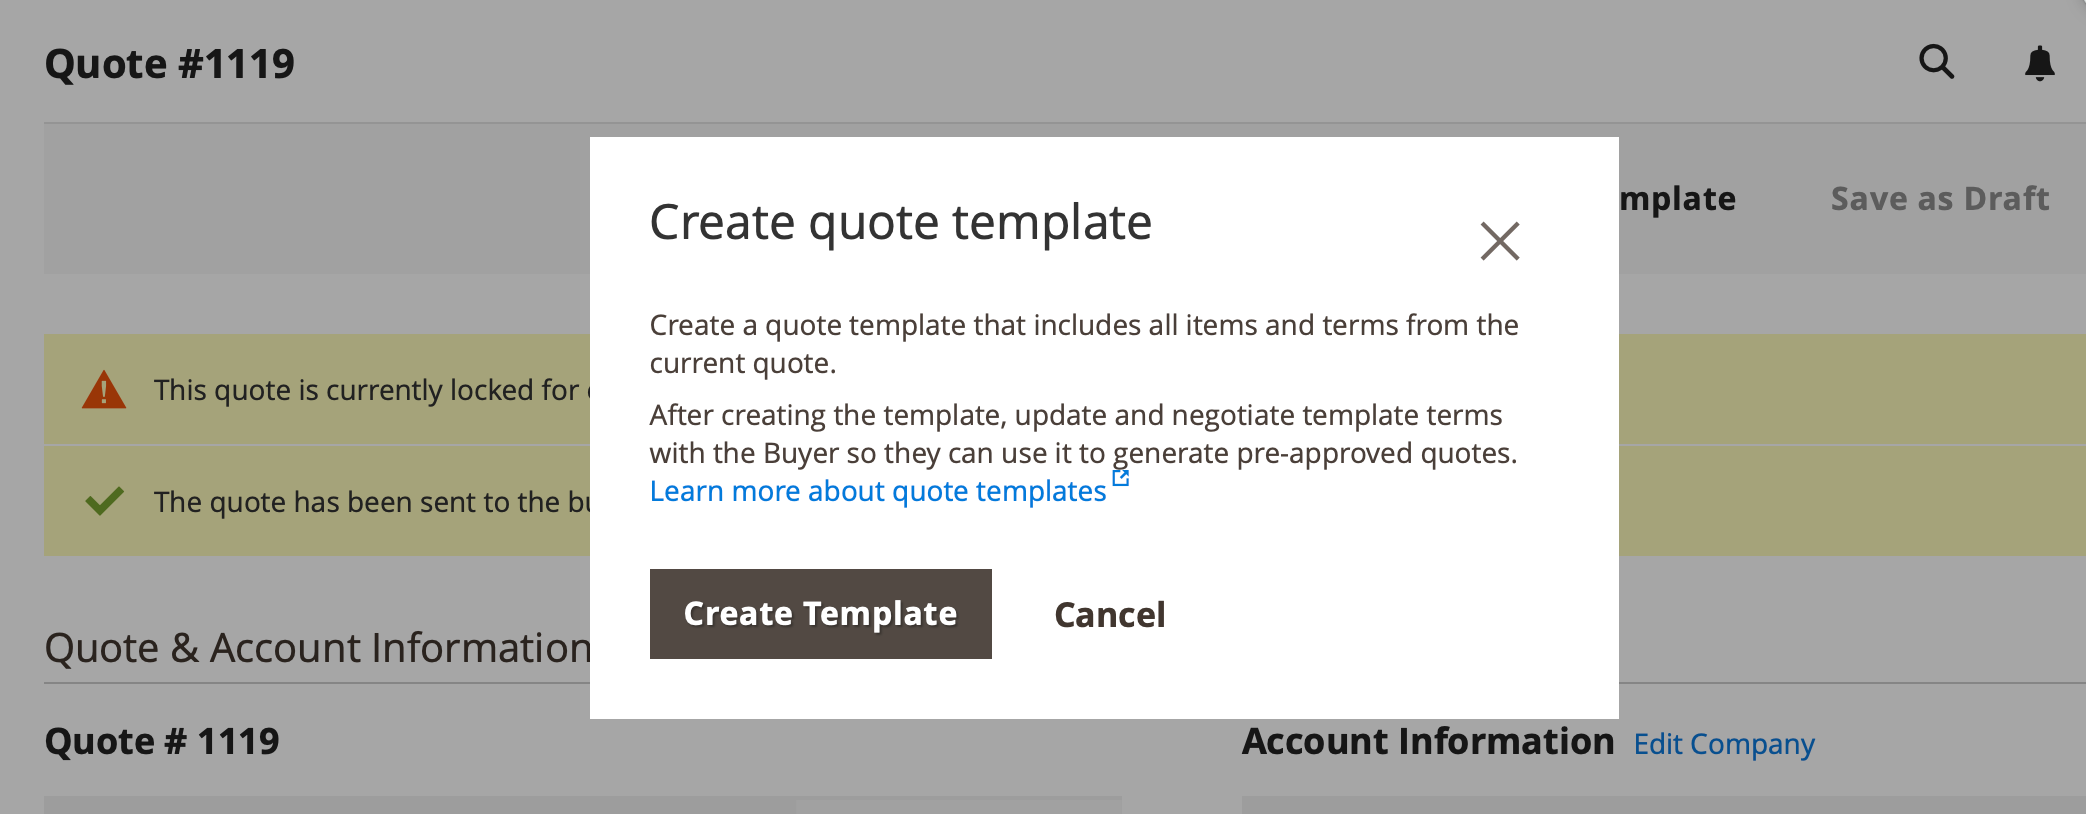 Quote #1119
mplate
Save as Draft
Create quote template
Create a quote template that includes all items and terms from the
current quote.
After creating the template, update and negotiate template terms
with the Buyer so they can use it to generate pre-approved quotes.
Learn more about quote templates
Create Template
Cancel
This quote is currently locked for
The quote has been sent to the bu
Quote & Account Information
Quote # 1119
Account Information
Edit Company